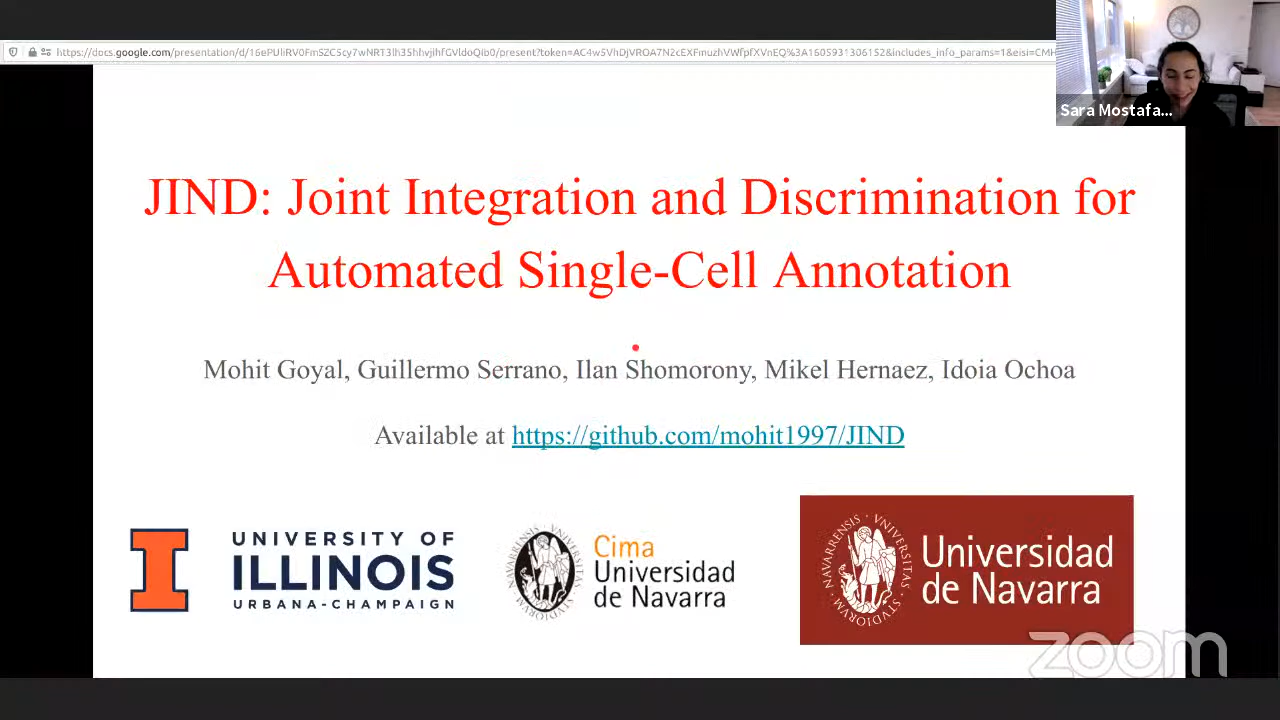 Sara Mostafa...
JIND: Joint Integration and Discrimination for
Automated Single-Cell Annotation
Mohit Goyal, Guillermo Serrano, Ilan Shomorony, Mikel Hernaez, Idoia Ochoa
Available at https://github.com/mohit1997/JIND
UNIVERSITY OF
ILLINOIS
URBANA-CHAMPAIGN
Cima
Universidad
de Navarra
Universidad
de Navarra
zoom